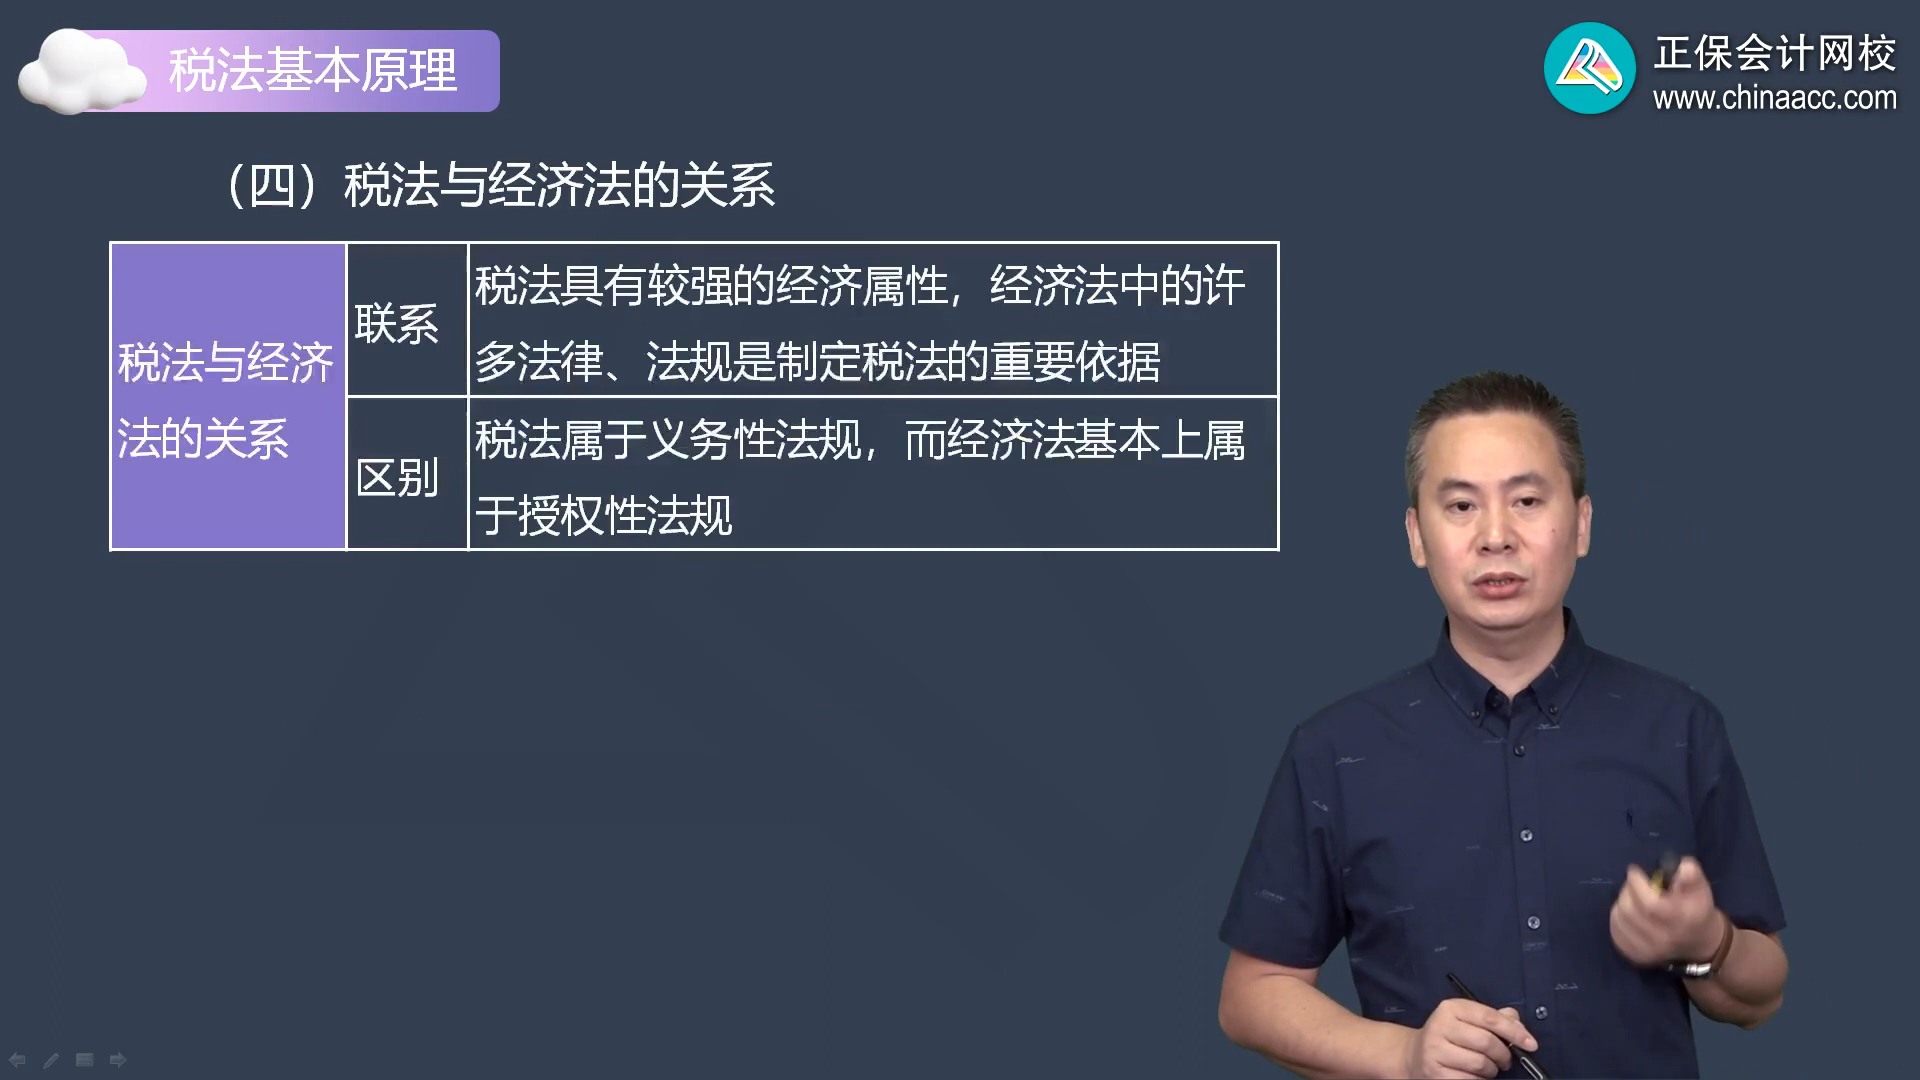 税法基本原理
正保会计网校
www.chinaacc.com
（四）税法与经济法的关系
税法与经济
法的关系
联系
税法具有较强的经济属性，经济法中的许
多法律、法规是制定税法的重要依据
区别
税法属于义务性法规，而经济法基本上属
于授权性法规